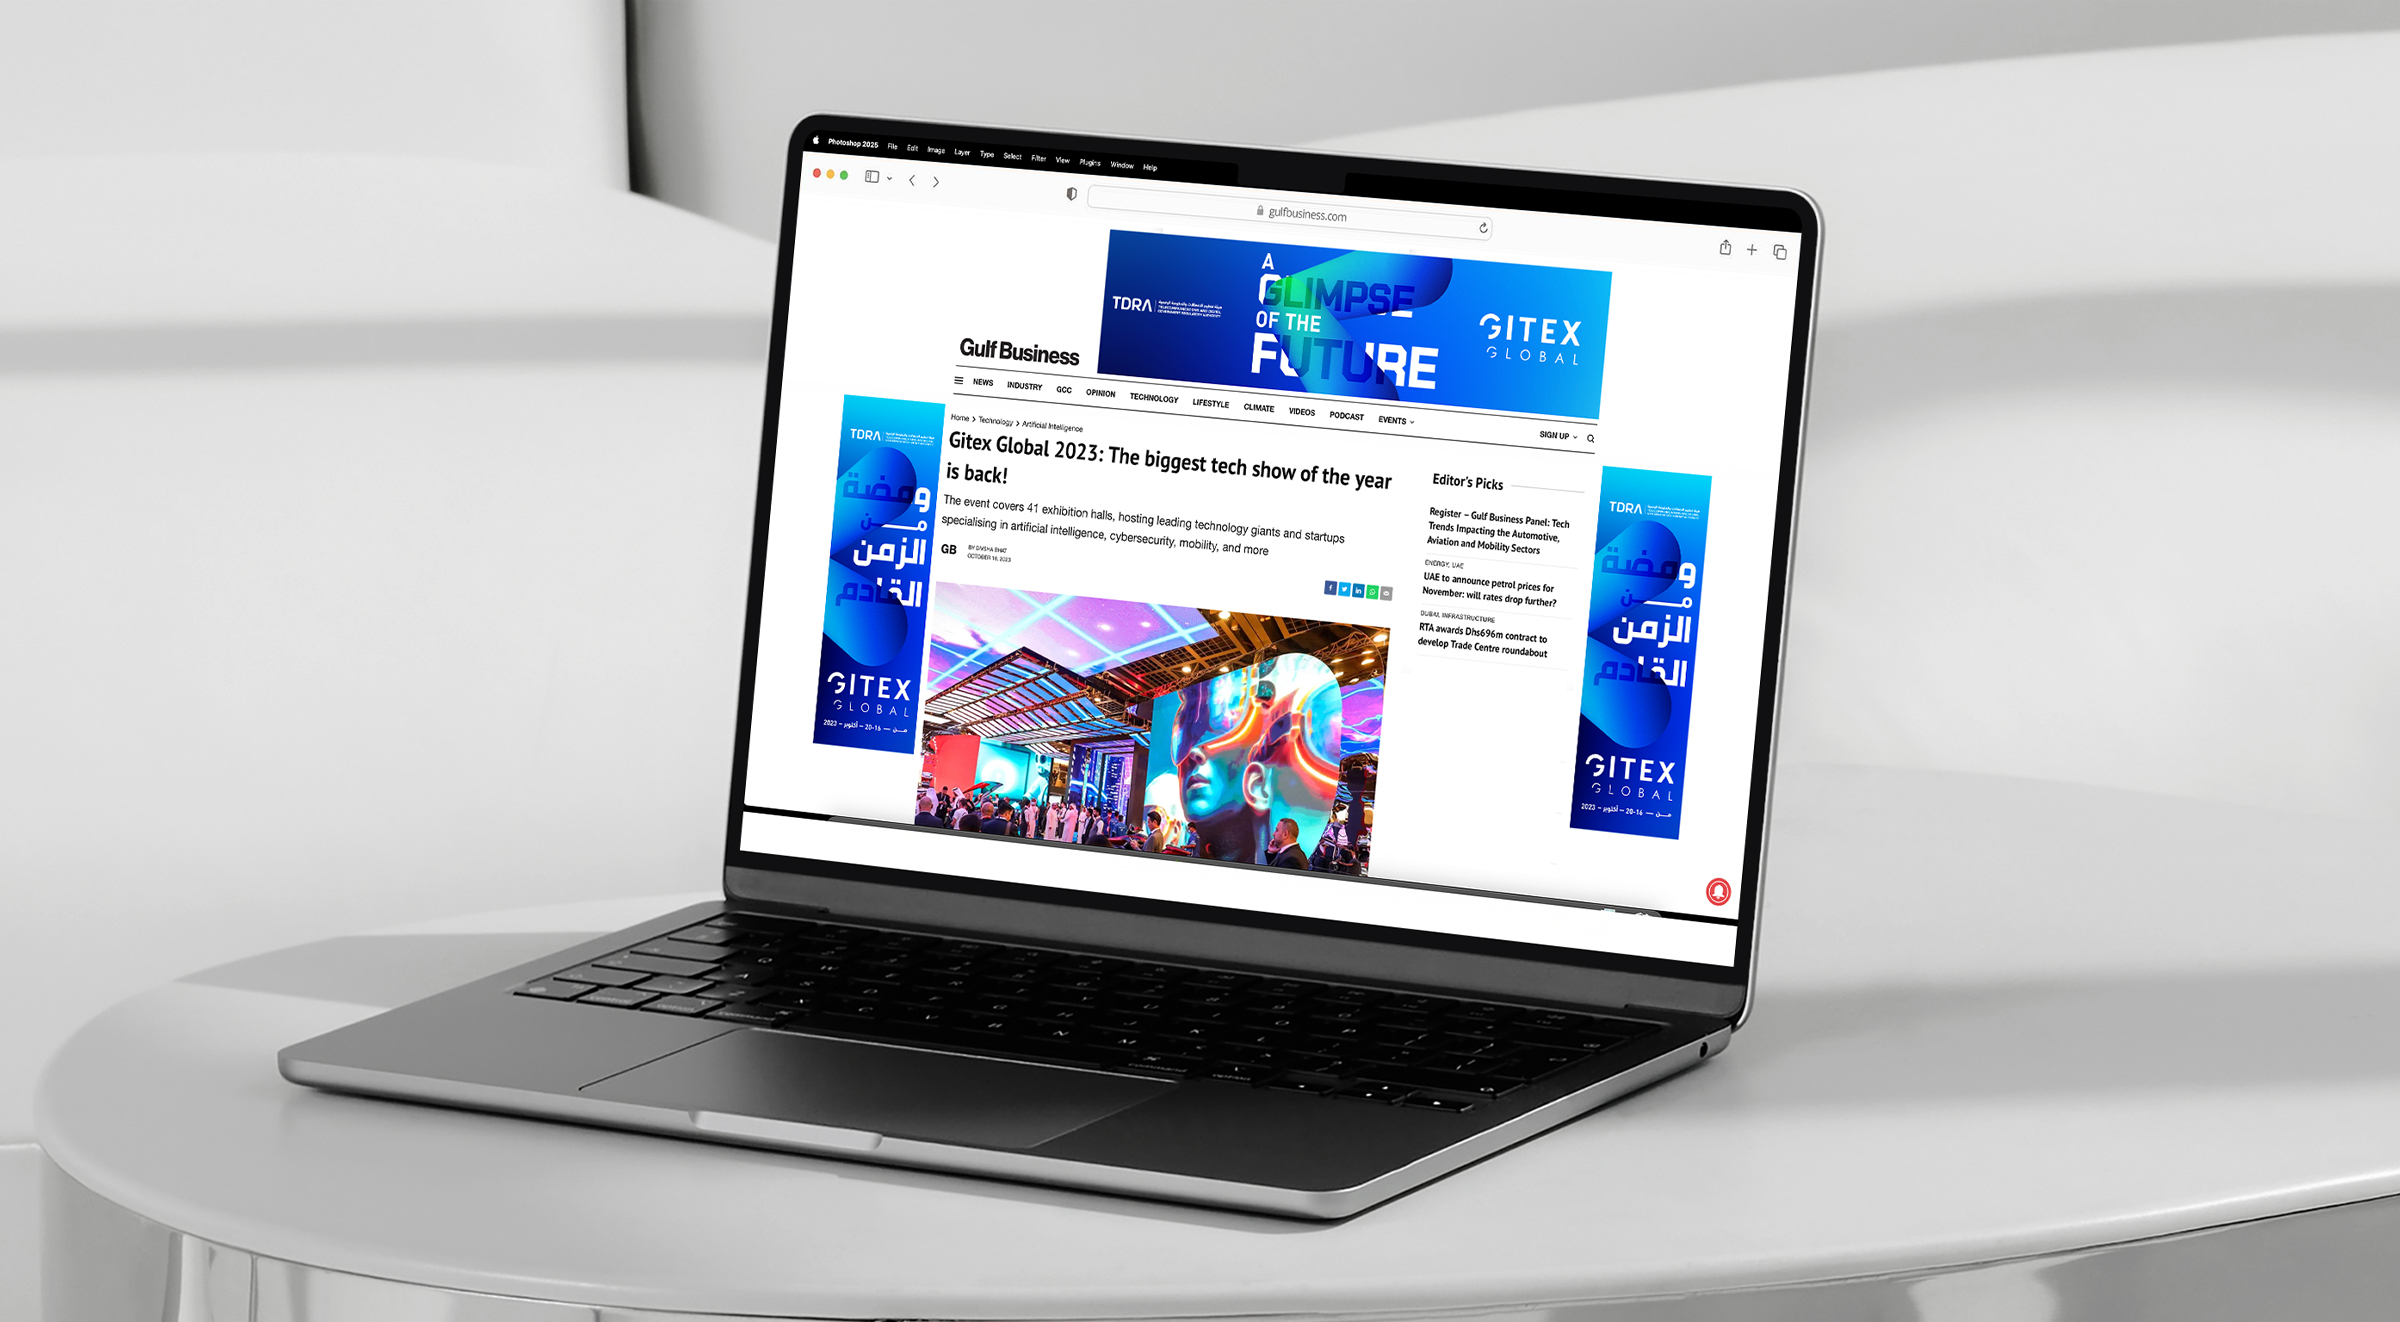 Photoshop 2025 File Edit Image Layer Type Select Filter View Plugins Window Help
gulfbusiness.com
TDRA
A
GLIMPSE
OF THE
FUTURE
GITEX
GLOBAL
Gulf Business
NEWS INDUSTRY GCC OPINION TECHNOLOGY LIFESTYLE CLIMATE VIDEOS PODCAST EVENTS
SIGN UP
Home > Technology > Artificial Intelligence
Gitex Global 2023: The biggest tech show of the year
is back!
The event covers 41 exhibition halls, hosting leading technology giants and startups
specialising in artificial intelligence, cybersecurity, mobility, and more
GB
BY DIVSHA BHAT
OCTOBER 16, 2023
Editor's Picks
Register – Gulf Business Panel: Tech
Trends Impacting the Automotive,
Aviation and Mobility Sectors
ENERGY, UAE
UAE to announce petrol prices for
November: will rates drop further?
DUBAI, INFRASTRUCTURE
RTA awards Dhs696m contract to
develop Trade Centre roundabout
TDRA
ومضة
مـــن
الزمن
القادم
GITEX
GLOBAL
مــن — 16-20 — أكتوبر — 2023
TDRA
ومضة
مـــن
الزمن
القادم
GITEX
GLOBAL
مــن — 16-20 — أكتوبر — 2023